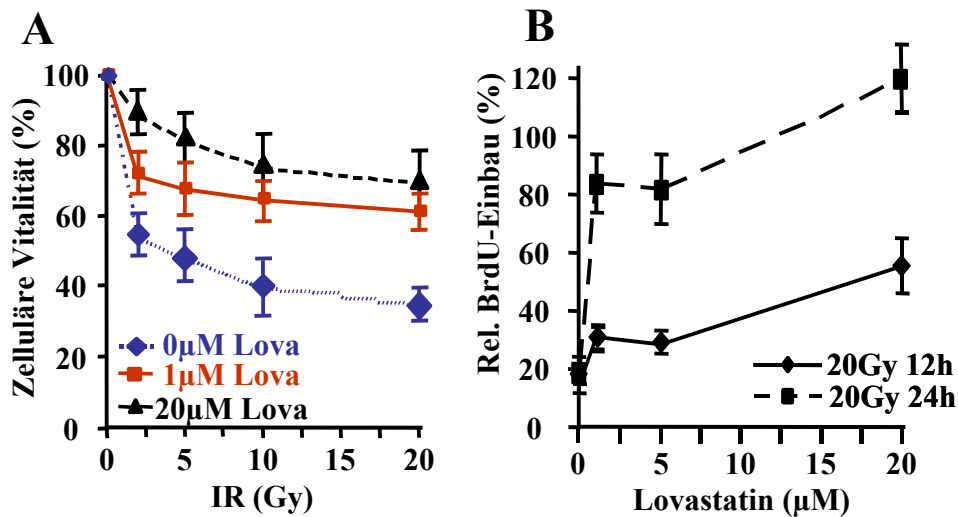 A
Zelluläre Vitalität (%)
100
80
60
40
20
0
0µM Lova
1µM Lova
20µM Lova
0
5
10
15
20
IR (Gy)
B
Rel. BrdU-Einbau (%)
120
100
80
60
40
20
0
20Gy 12h
20Gy 24h
0
5
10
15
20
Lovastatin (µM)